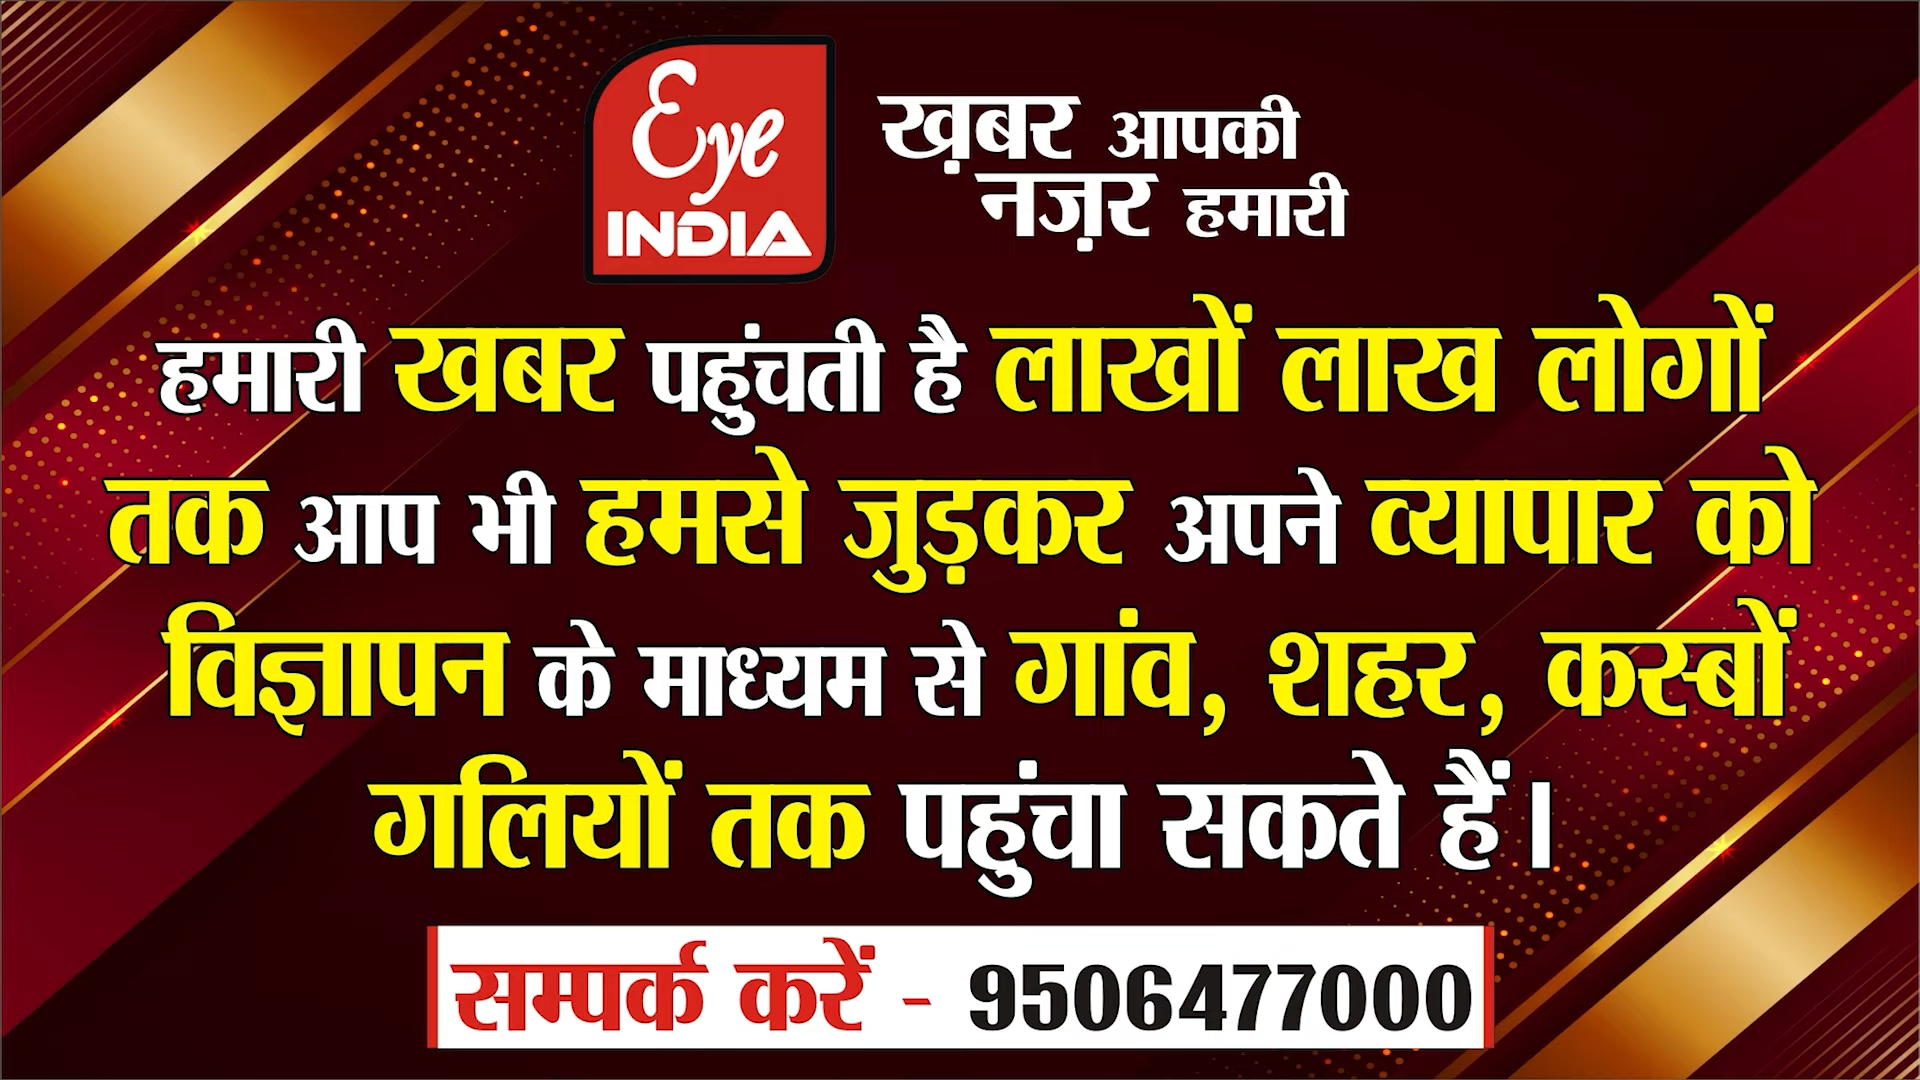 Eye
INDIA
ख़बर आपकी
नज़र हमारी
हमारी खबर पहुंचती है लाखों लाख लोगों
तक आप भी हमसे जुड़कर अपने व्यापार को
विज्ञापन के माध्यम से गांव, शहर, कस्बों
गलियों तक पहुंचा सकते हैं।
सम्पर्क करें - 9506477000